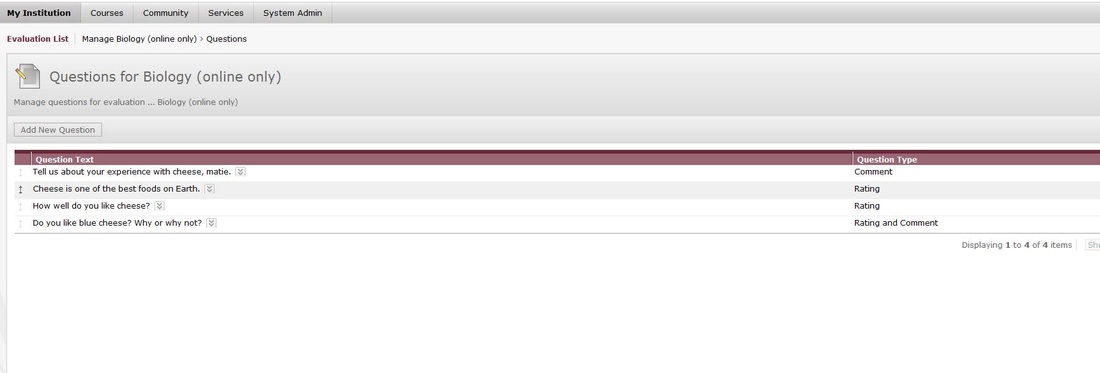 My Institution Courses Community Services System Admin
Evaluation List Manage Biology (online only) › Questions
Questions for Biology (online only)
Manage questions for evaluation ... Biology (online only)
Add New Question
Question Text Question Type
Tell us about your experience with cheese, matie. Comment
Cheese is one of the best foods on Earth. Rating
How well do you like cheese? Rating
Do you like blue cheese? Why or why not? Rating and Comment
Displaying 1 to 4 of 4 items